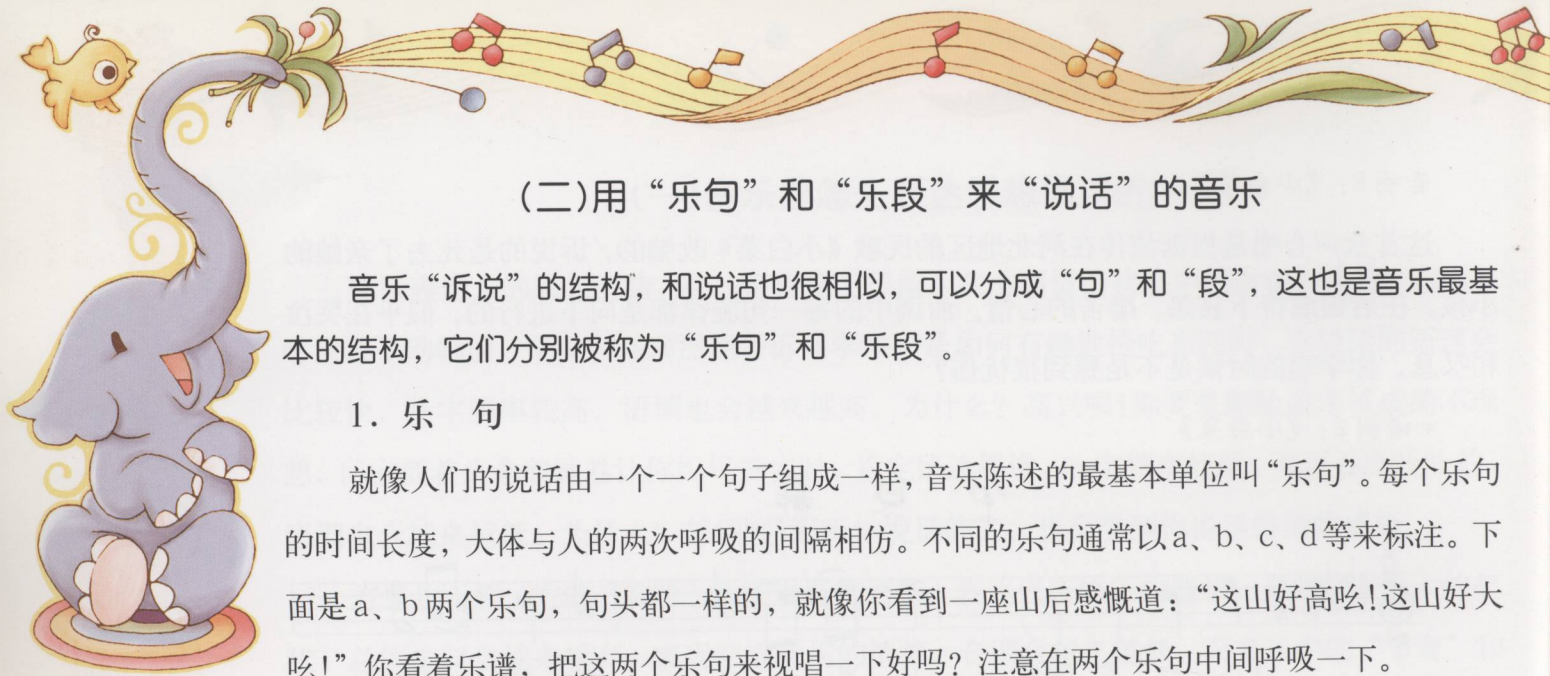 (二)用“乐句”和“乐段”来“说话”的音乐
音乐“诉说”的结构，和说话也很相似，可以分成“句”和“段”，这也是音乐最基
本的结构，它们分别被称为“乐句”和“乐段”。
1. 乐 句
就像人们的说话由一个一个句子组成一样，音乐陈述的最基本单位叫“乐句”。每个乐句
的时间长度，大体与人的两次呼吸的间隔相仿。不同的乐句通常以a、b、c、d等来标注。下
面是a、b两个乐句，句头都一样的，就像你看到一座山后感慨道：“这山好高吆！这山好大
吆！”你看着乐谱，把这两个乐句来视唱一下好吗？注意在两个乐句中间呼吸一下。